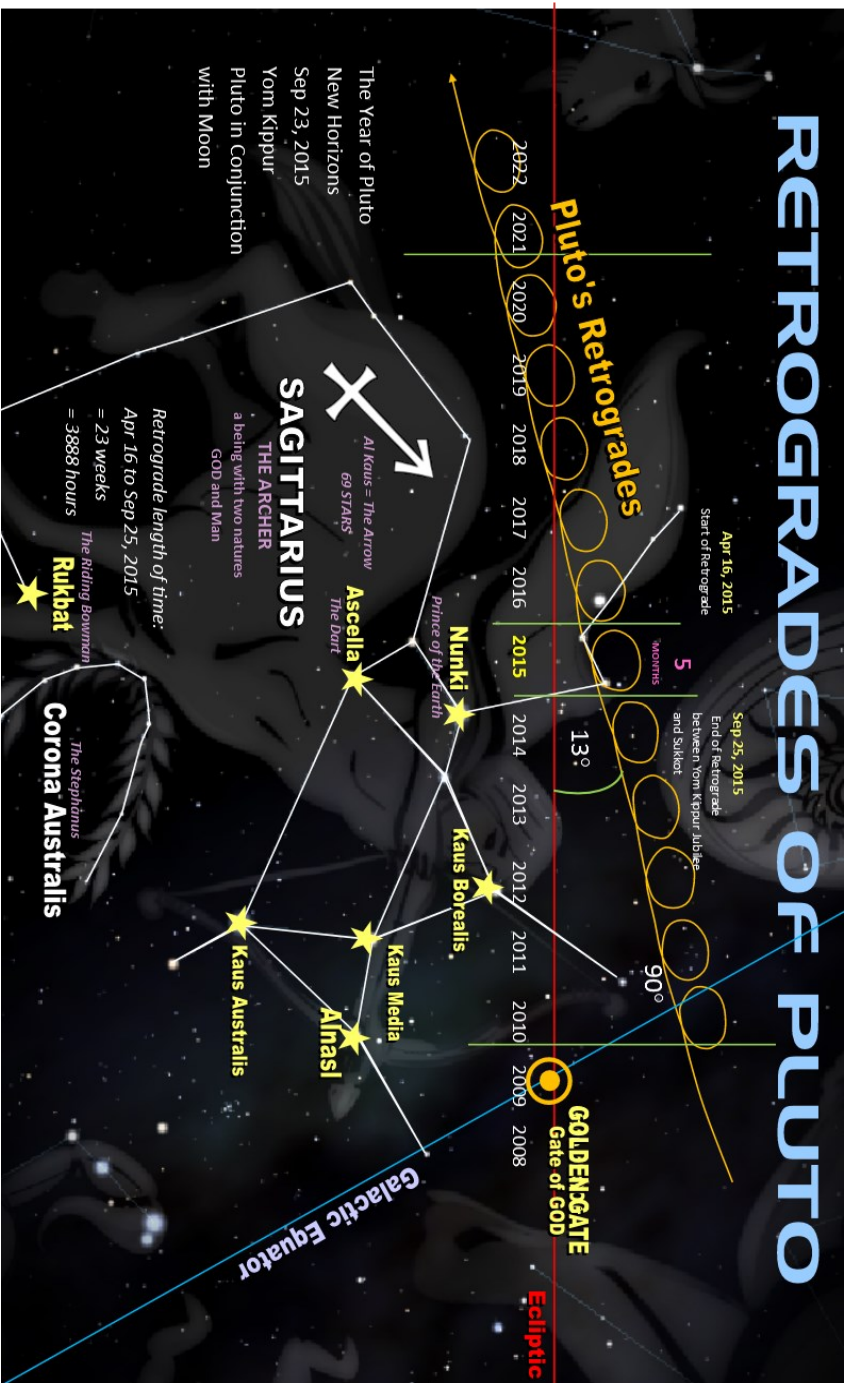 RETROGRADES OF PLUTO
Apr 16, 2015
Start of Retrograde
5
MONTHS
Sep 25, 2015
End of Retrograde
between Yom Kippur Jubilee
and Sukkot
Pluto's Retrogrades
13°
90°
2022 2021 2020 2019 2018 2017 2016 2015 2014 2013 2012 2011 2010 2009 2008
GOLDEN GATE
Gate of GOD
Ecliptic
Galactic Equator
The Year of Pluto
New Horizons
Sep 23, 2015
Yom Kippur
Pluto in Conjunction
with Moon
Al Kaus = The Arrow
69 STARS
SAGITTARIUS
THE ARCHER
a being with two natures
GOD and Man
Nunki
Prince of the Earth
Ascella
The Dart
Kaus Borealis
Kaus Media
Alnasl
Kaus Australis
Retrograde length of time:
Apr 16 to Sep 25, 2015
= 23 weeks
= 3888 hours
The Riding Bowman
Rukbat
The Stephanus
Corona Australis